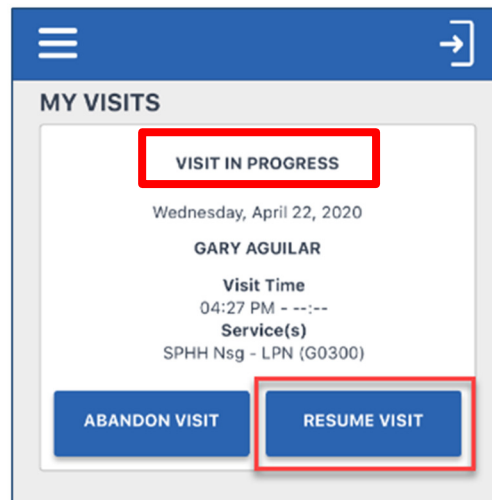 MY VISITS
VISIT IN PROGRESS
Wednesday, April 22, 2020
GARY AGUILAR
Visit Time
04:27 PM - --:--
Service(s)
SPHH Nsg - LPN (G0300)
ABANDON VISIT
RESUME VISIT